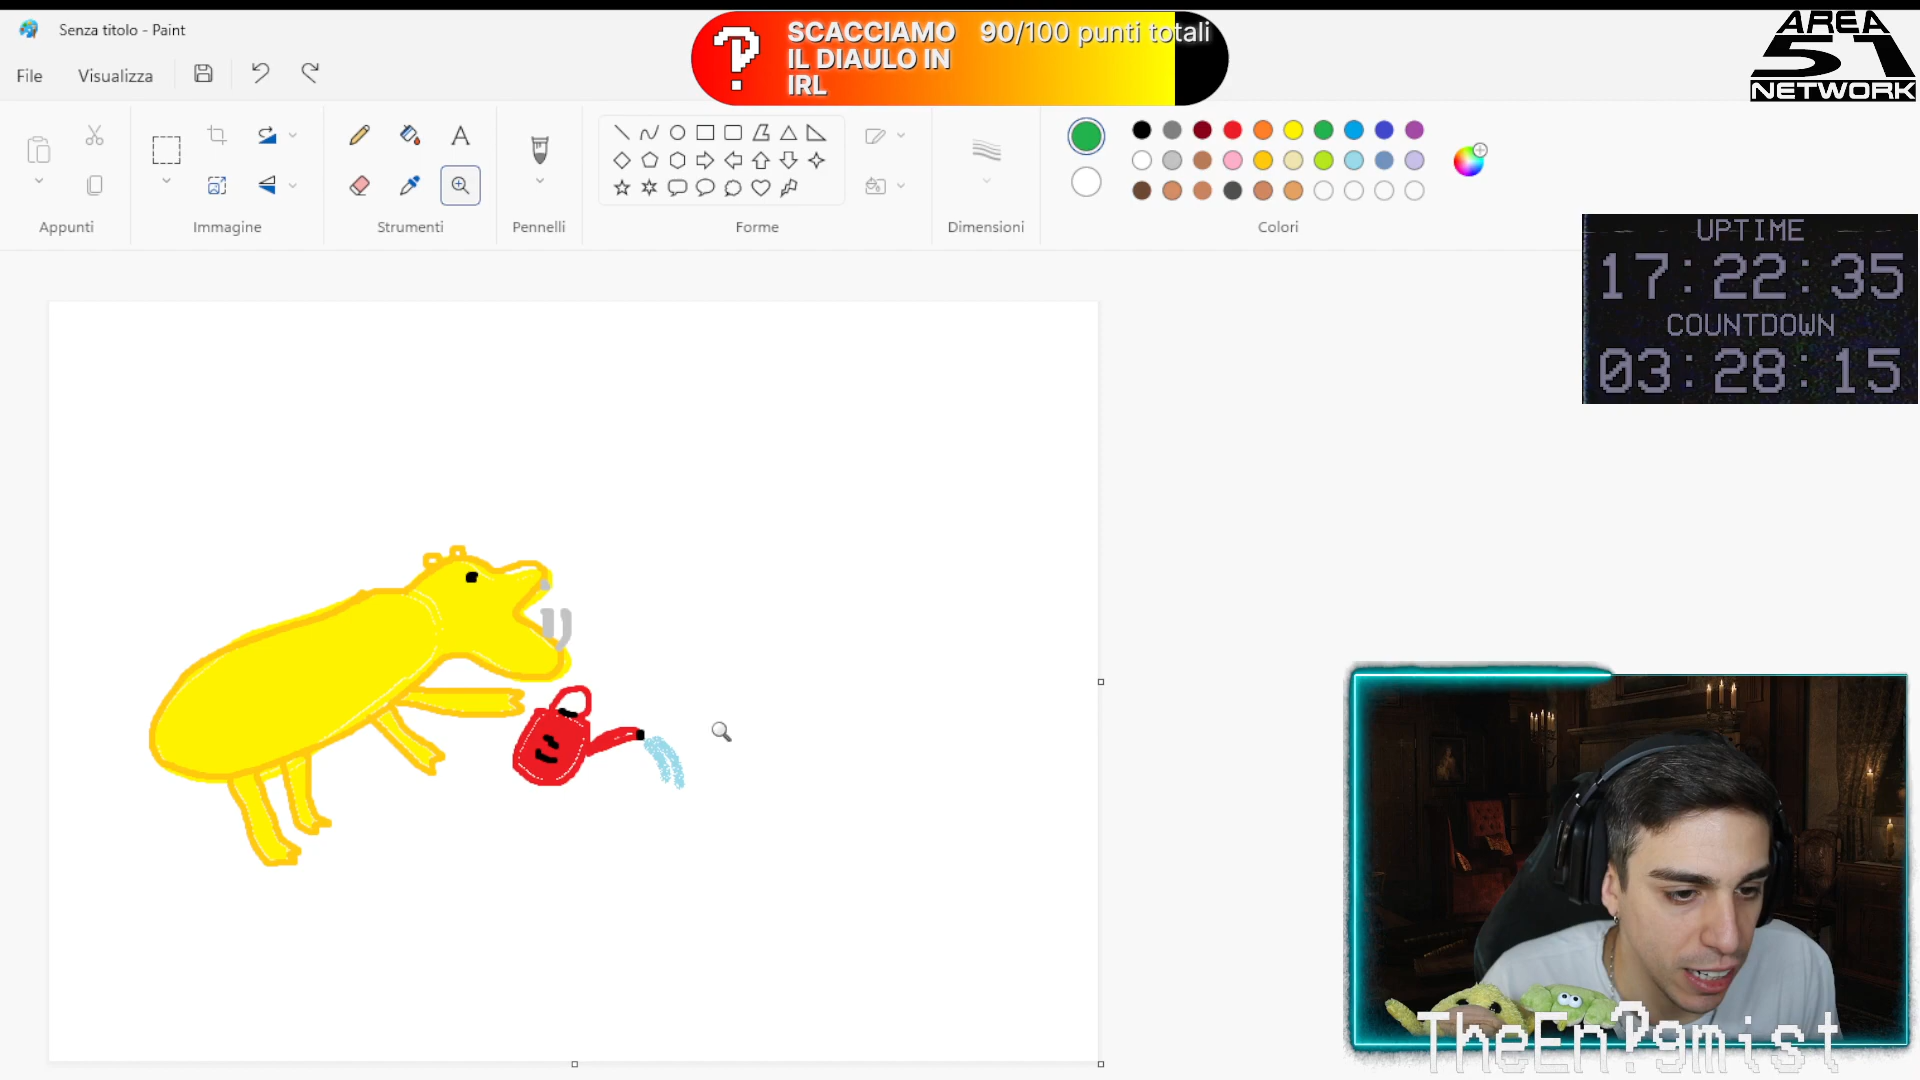 Senza titolo - Paint
SCACCIAMO
IL DIAULO IN
IRL
90/100 punti totali
AREA
51
NETWORK
File
Visualizza
A
Appunti
Immagine
Strumenti
Pennelli
Forme
Dimensioni
Colori
UPTIME
17:22:35
COUNTDOWN
03:28:15
TheEn?gmist